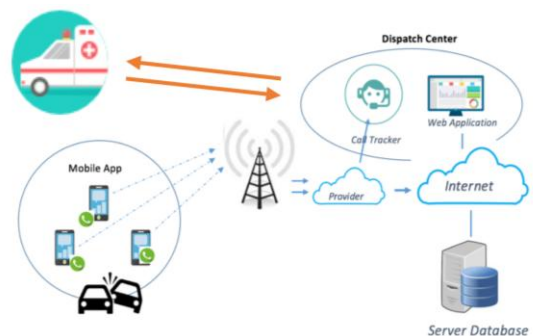 Dispatch Center
Call Tracker
Web Application
Mobile App
Provider
Internet
Server Database